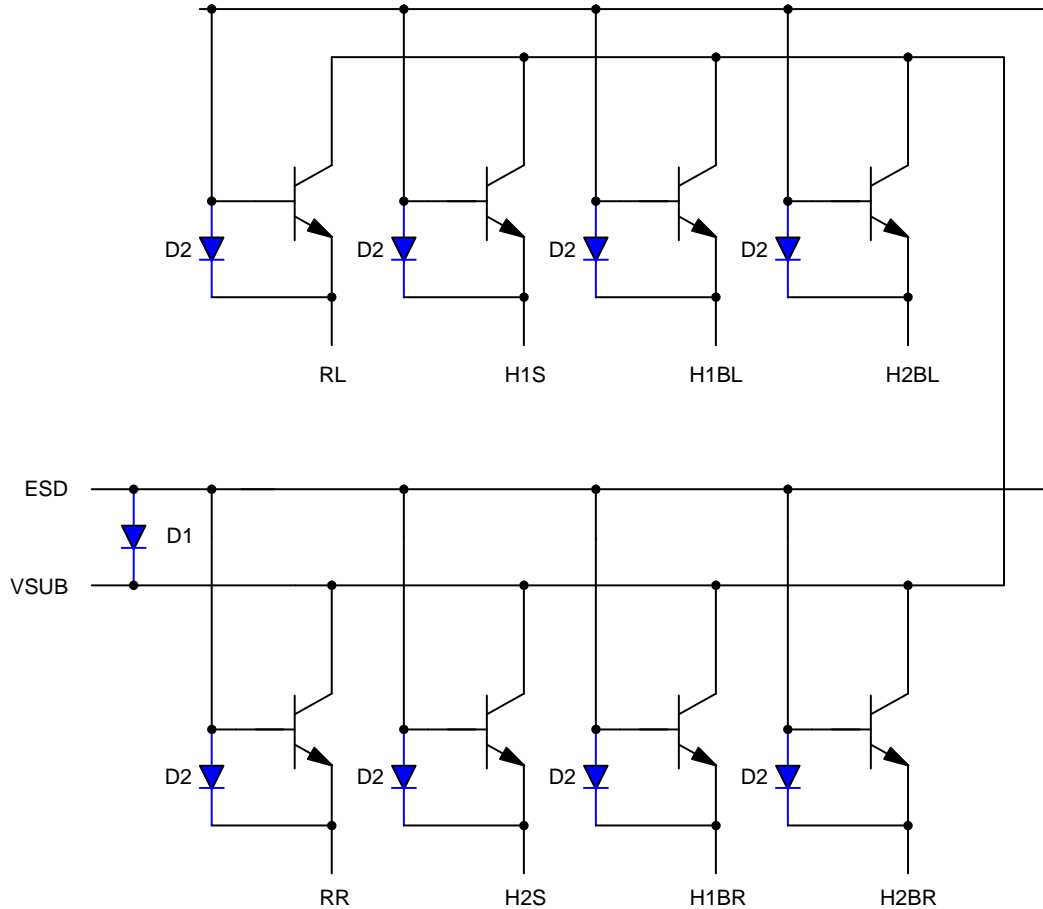 D2 D2 D2 D2
RL H1S H1BL H2BL
ESD
D1
VSUB
D2 D2 D2 D2
RR H2S H1BR H2BR